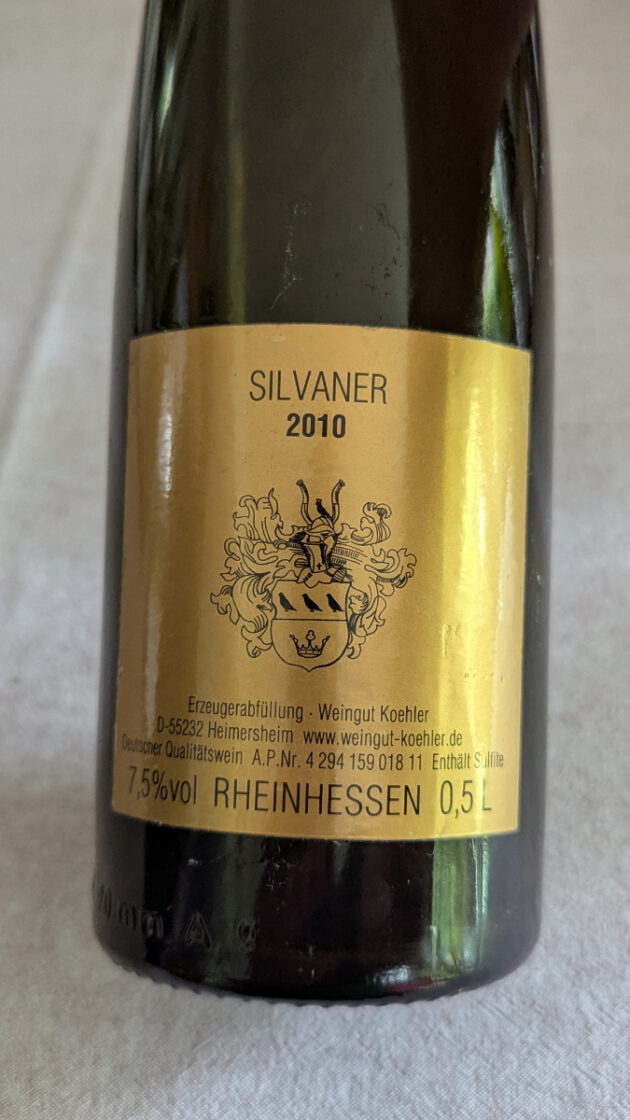 SILVANER
2010
Erzeugerabfüllung · Weingut Koehler
D-55232 Heimersheim www.weingut-koehler.de
Deutscher Qualitätswein A.P.Nr. 4 294 159 018 11 Enthält Sulfite
7,5%vol RHEINHESSEN 0,5 L